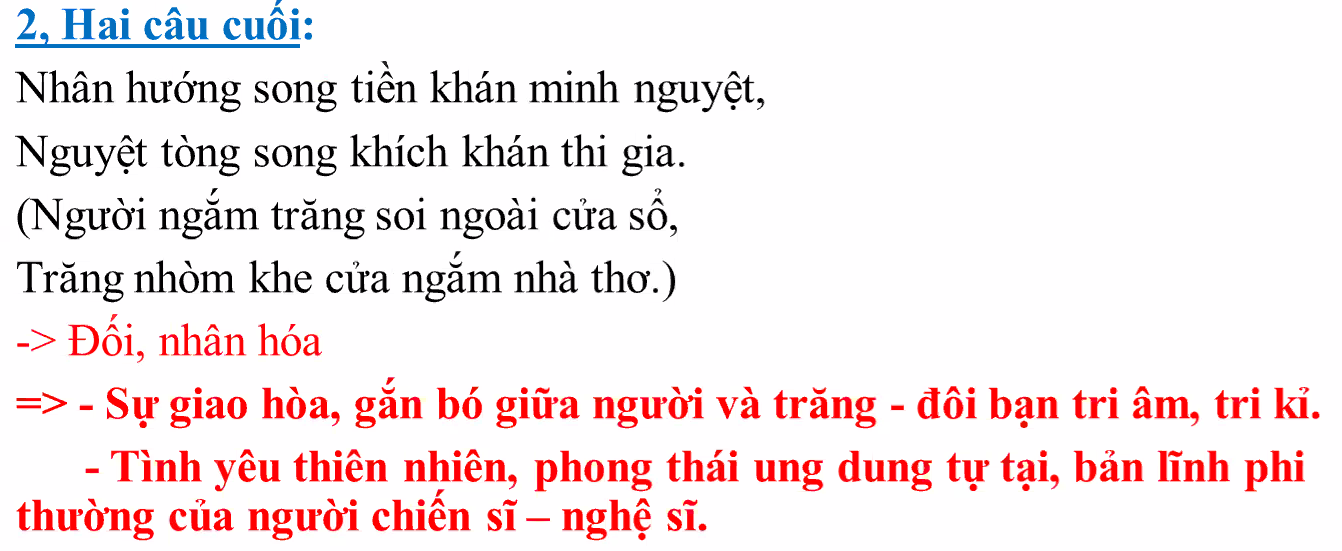 2, Hai câu cuối:
Nhân hướng song tiền khán minh nguyệt,
Nguyệt tòng song khích khán thi gia.
(Người ngắm trăng soi ngoài cửa sổ,
Trăng nhòm khe cửa ngắm nhà thơ.)
-> Đối, nhân hóa
=> - Sự giao hòa, gắn bó giữa người và trăng - đôi bạn tri âm, tri kỉ.
- Tình yêu thiên nhiên, phong thái ung dung tự tại, bản lĩnh phi
thường của người chiến sĩ – nghệ sĩ.